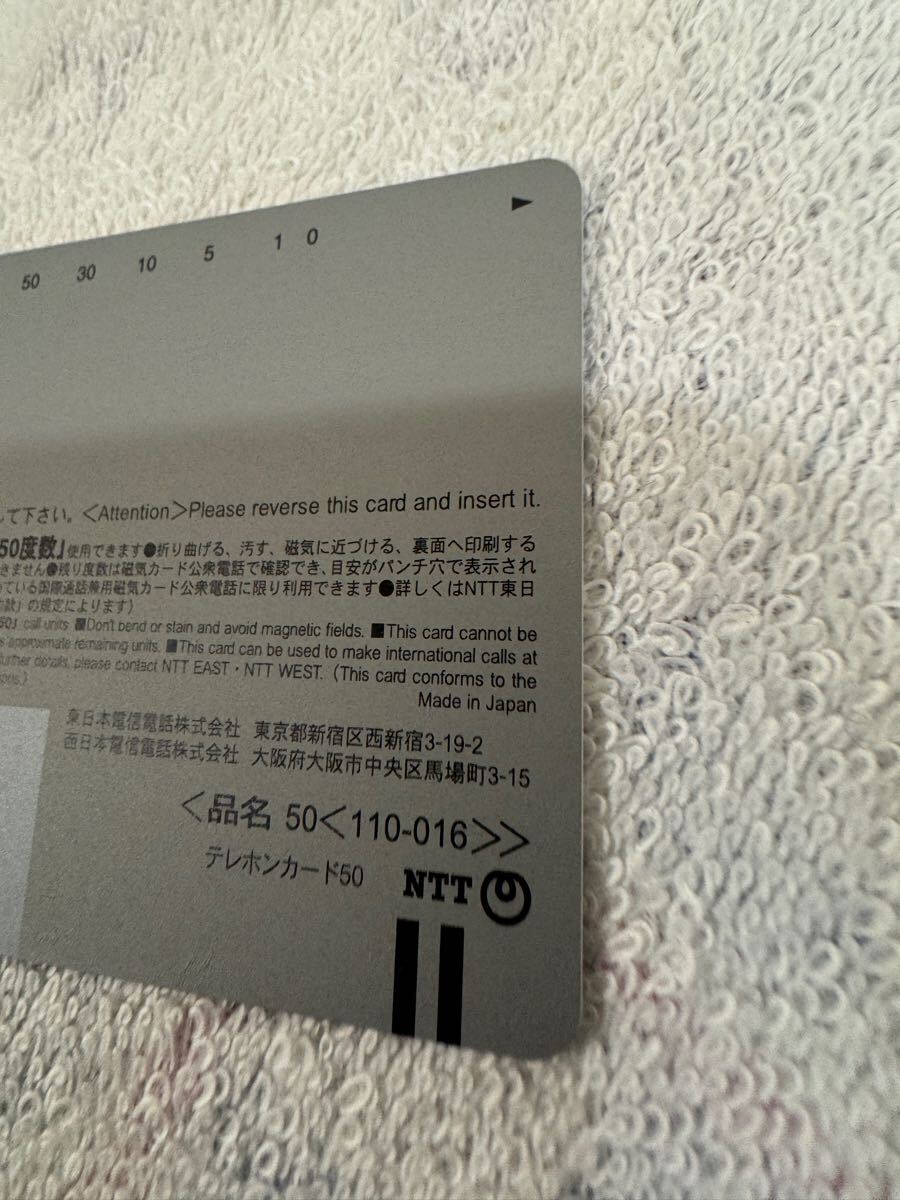 50 30 10 5 1 0 ▶
して下さい。<Attention>Please reverse this card and insert it.
50度数」使用できます●折り曲げる、汚す、磁気に近づける、裏面へ印刷する
きません●残り度数は磁気カード公衆電話で確認でき、目安がパンチ穴で表示され
っている国際通話兼用磁気カード公衆電話に限り利用できます●詳しくはNTT東日
款」の規定によります)
50」call units ■Don't bend or stain and avoid magnetic fields. ■This card cannot be
s approximate remaining units. ■This card can be used to make international calls at
further details, please contact NTT EAST・NTT WEST. (This card conforms to the
Made in Japan
東日本電信電話株式会社 東京都新宿区西新宿3-19-2
西日本電信電話株式会社 大阪府大阪市中央区馬場町3-15
<品名 50<110-016>>
テレホンカード50
NTT